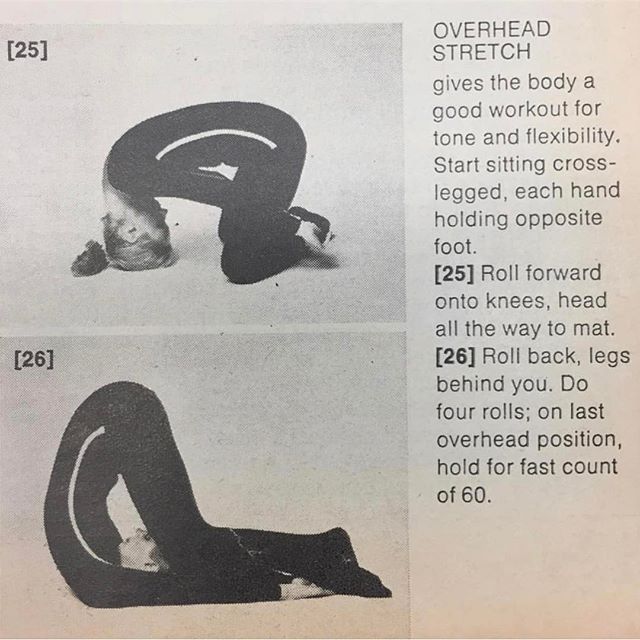 [25]
OVERHEAD
STRETCH
gives the body a
good workout for
tone and flexibility.
Start sitting cross-
legged, each hand
holding opposite
foot.
[25] Roll forward
onto knees, head
all the way to mat.
[26] Roll back, legs
behind you. Do
four rolls; on last
overhead position,
hold for fast count
of 60.
[26]